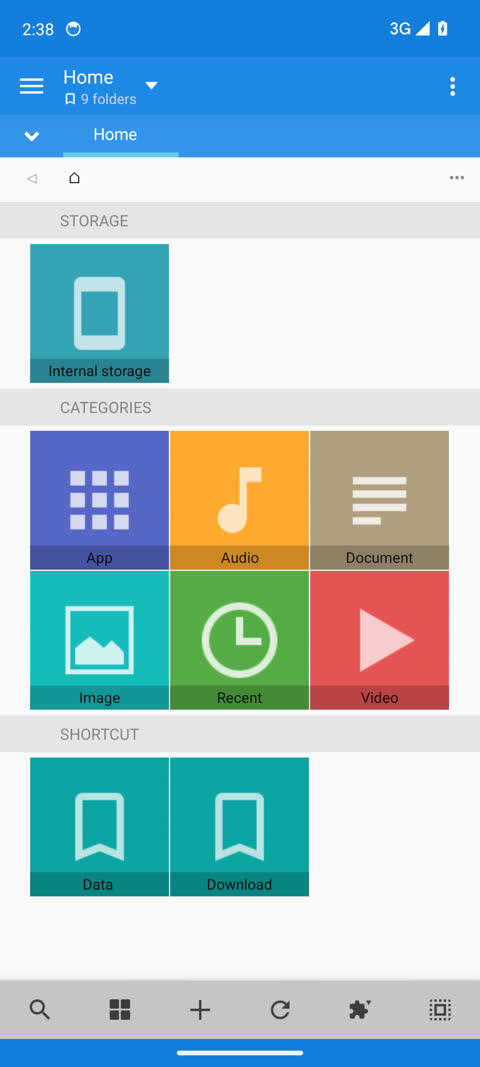 2:38
3G
Home
9 folders
Home
STORAGE
Internal storage
CATEGORIES
App
Audio
Document
Image
Recent
Video
SHORTCUT
Data
Download